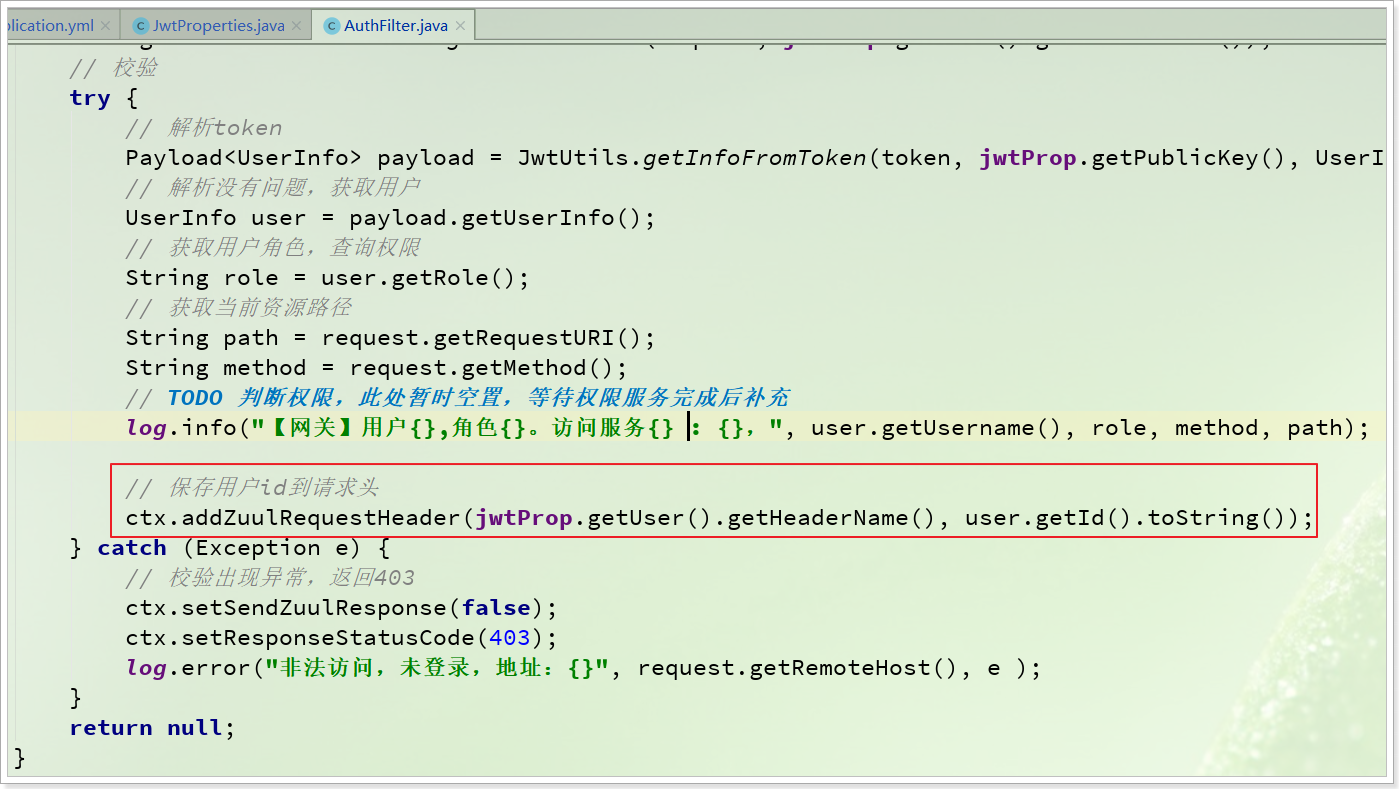 plication.yml × JwtProperties.java × AuthFilter.java ×
// 校验
try {
// 解析token
Payload<UserInfo> payload = JwtUtils.getInfoFromToken(token, jwtProp.getPublicKey(), UserI
// 解析没有问题，获取用户
UserInfo user = payload.getUserInfo();
// 获取用户角色，查询权限
String role = user.getRole();
// 获取当前资源路径
String path = request.getRequestURI();
String method = request.getMethod();
// TODO 判断权限，此处暂时空置，等待权限服务完成后补充
log.info("【网关】用户{},角色{}。访问服务{} : {}，", user.getUsername(), role, method, path);
// 保存用户id到请求头
ctx.addZuulRequestHeader(jwtProp.getUser().getHeaderName(), user.getId().toString());
} catch (Exception e) {
// 校验出现异常，返回403
ctx.setSendZuulResponse(false);
ctx.setResponseStatusCode(403);
log.error("非法访问，未登录，地址：{}", request.getRemoteHost(), e );
}
return null;
}